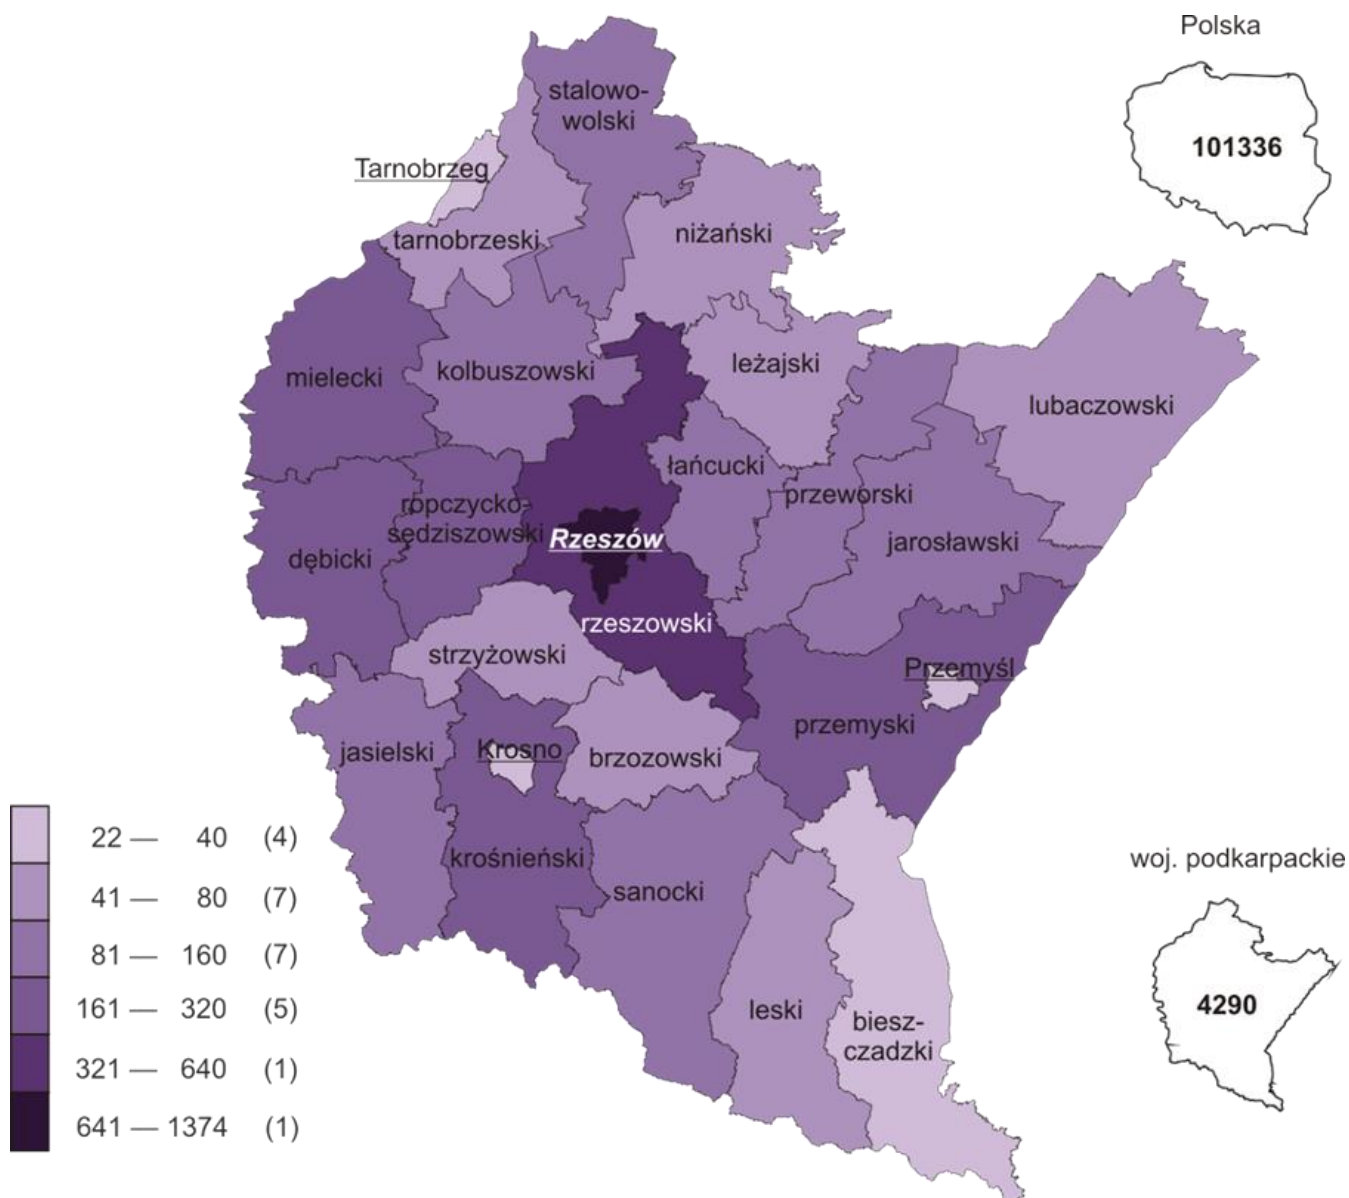 Polska
101336
stalowo-
wolski
Tarnobrzeg
tarnobrzeski
niżański
mielecki
kolbuszowski
leżajski
lubaczowski
łańcucki
przeworski
ropczycko-
sędziszowski
dębicki
Rzeszów
jarosławski
rzeszowski
strzyżowski
Przemyśl
przemyski
jasielski
Krosno
brzozowski
krośnieński
sanocki
leski
biesz-
czadzki
22 — 40 (4)
41 — 80 (7)
81 — 160 (7)
161 — 320 (5)
321 — 640 (1)
641 — 1374 (1)
woj. podkarpackie
4290